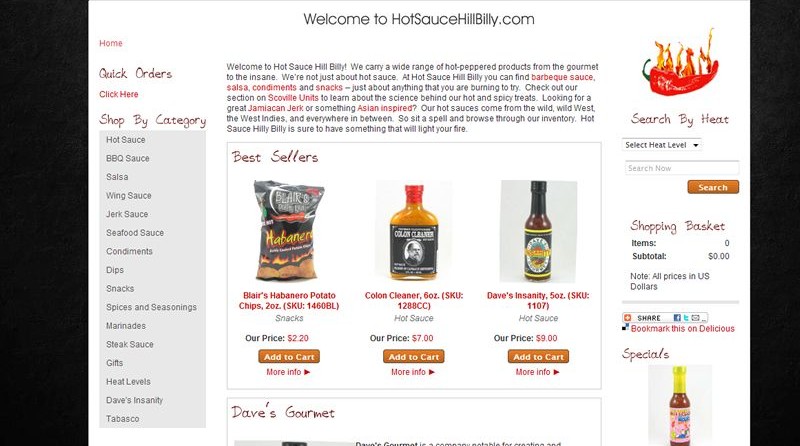 Welcome to HotSauceHillBilly.com
Home
Quick Orders
Click Here
Shop By Category
Hot Sauce
BBQ Sauce
Salsa
Wing Sauce
Jerk Sauce
Seafood Sauce
Condiments
Dips
Snacks
Spices and Seasonings
Marinades
Steak Sauce
Gifts
Heat Levels
Dave's Insanity
Tabasco
Welcome to Hot Sauce Hill Billy! We carry a wide range of hot-peppered products from the gourmet
to the insane. We're not just about hot sauce. At Hot Sauce Hill Billy you can find barbeque sauce,
salsa, condiments and snacks – just about anything that you are burning to try. Check out our
section on Scoville Units to learn about the science behind our hot and spicy treats. Looking for a
great Jamiacan Jerk or something Asian inspired? Our hot sauces come from the wild, wild West,
the West Indies, and everywhere in between. So sit a spell and browse through our inventory. Hot
Sauce Hilly Billy is sure to have something that will light your fire.
Best Sellers
BLAIR'S
Habanero
COLON CLEANER
Blair's Habanero Potato
Chips, 2oz. (SKU: 1460BL)
Snacks
Our Price: $2.20
Add to Cart
More info
Colon Cleaner, 6oz. (SKU:
1288CC)
Hot Sauce
Our Price: $7.00
Add to Cart
More info
Dave's Insanity, 5oz. (SKU:
1107)
Hot Sauce
Our Price: $9.00
Add to Cart
More info
Dave's Gourmet
Dave's Gourmet is a company notable for creating and
Search By Heat
Select Heat Level
Search Now
Search
Shopping Basket
Items: 0
Subtotal: $0.00
Note: All prices in US
Dollars
SHARE
Bookmark this on Delicious
Specials